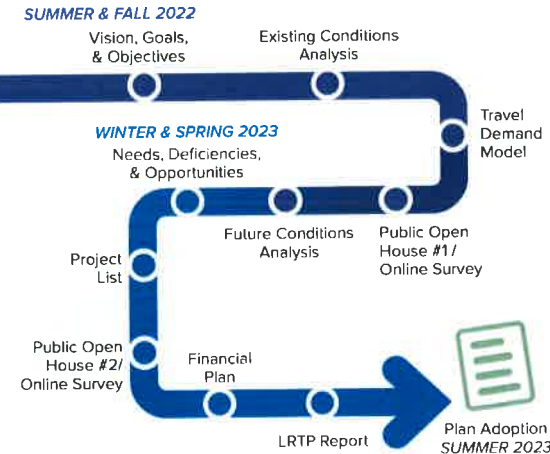 SUMMER & FALL 2022
Vision, Goals,
& Objectives
Existing Conditions
Analysis
Travel
Demand
Model
WINTER & SPRING 2023
Needs, Deficiencies,
& Opportunities
Future Conditions
Analysis
Public Open
House #1/
Online Survey
Project
List
Public Open
House #2/
Online Survey
Financial
Plan
LRTP Report
Plan Adoption
SUMMER 2023